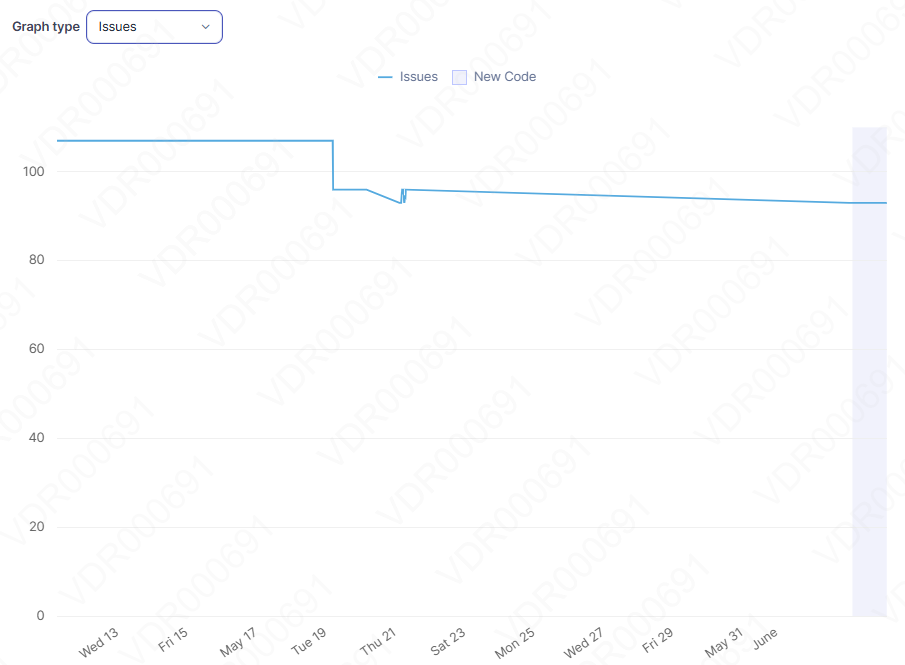 Graph type Issues
Issues New Code
100
80
60
40
20
0
Wed 13 Fri 15 May 17 Tue 19 Thu 21 Sat 23 Mon 25 Wed 27 Fri 29 May 31 June
VDR000691